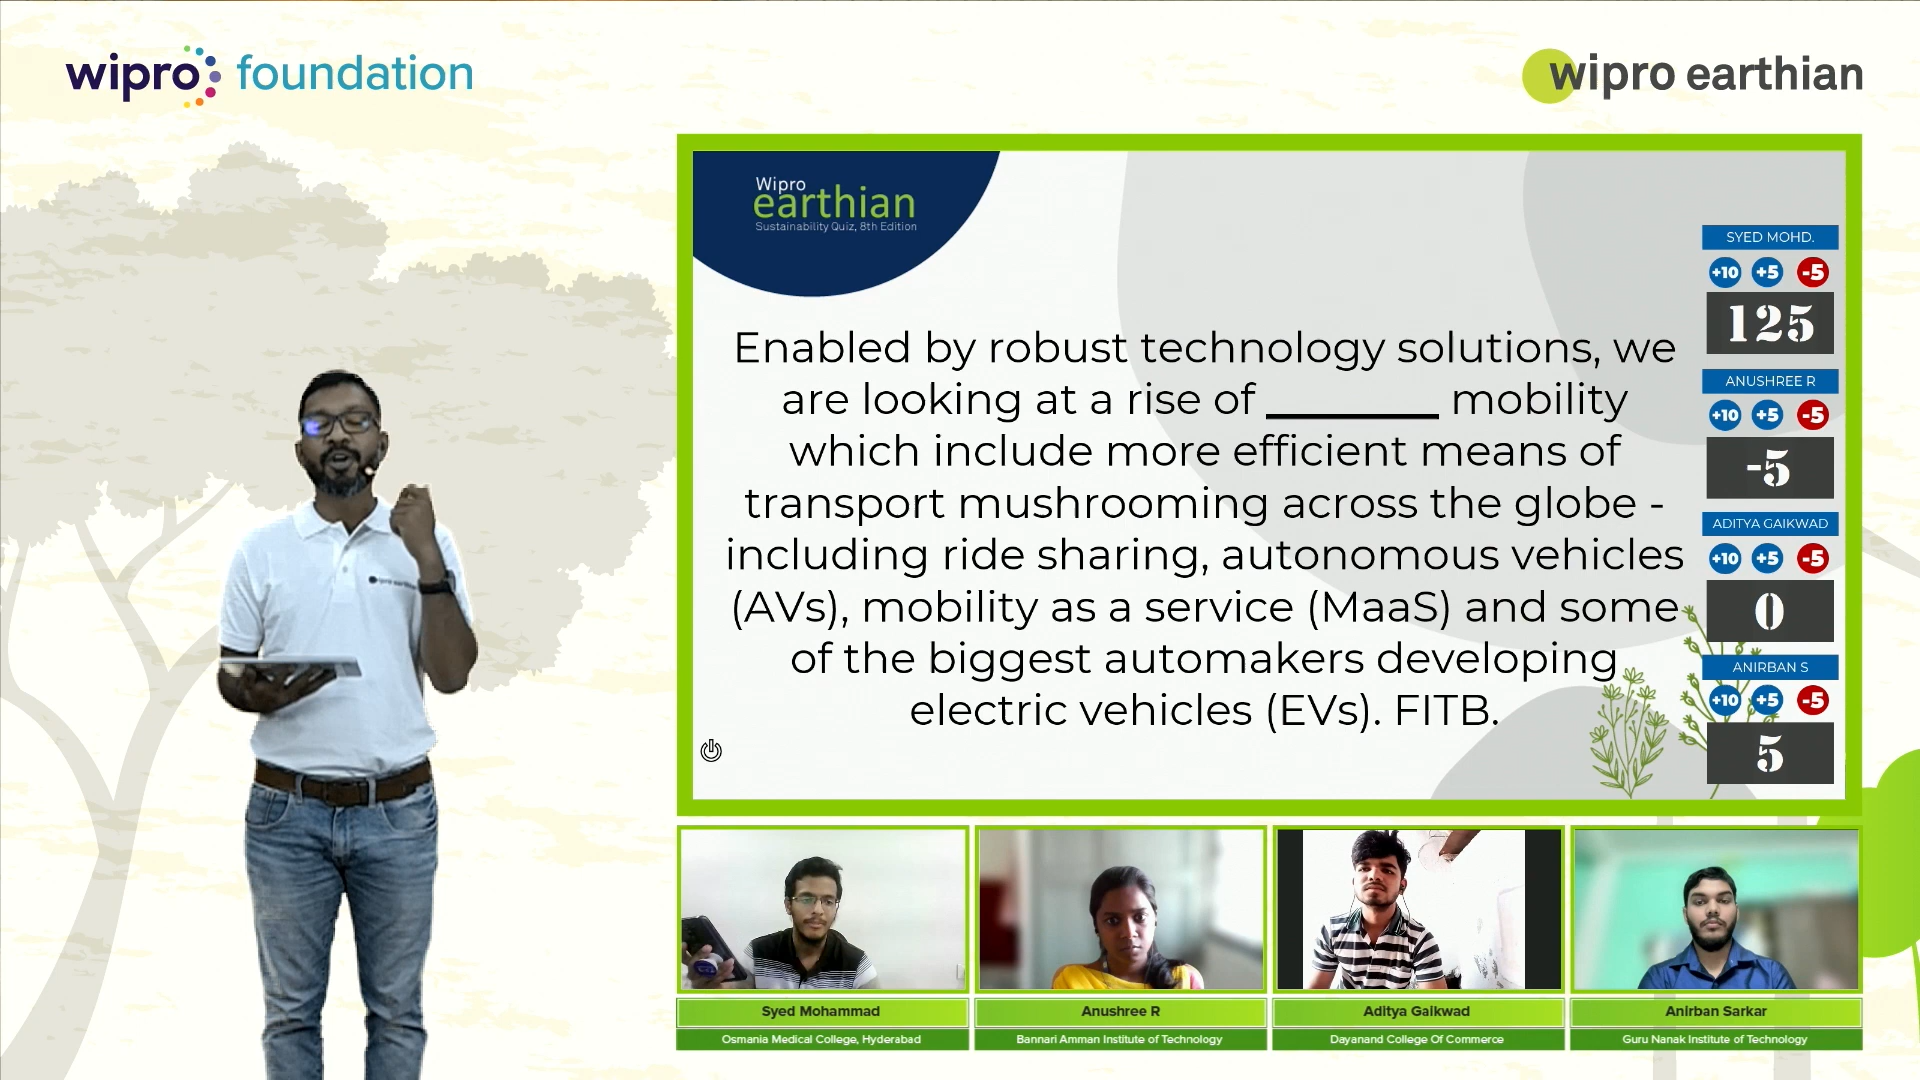 wipro foundation
wipro earthian
Wipro
earthian
Sustainability Quiz, 8th Edition
Enabled by robust technology solutions, we
are looking at a rise of ________ mobility
which include more efficient means of
transport mushrooming across the globe -
including ride sharing, autonomous vehicles
(AVs), mobility as a service (MaaS) and some
of the biggest automakers developing
electric vehicles (EVs). FITB.
SYED MOHD.
+10 +5 -5
125
ANUSHREE R
+10 +5 -5
-5
ADITYA GAIKWAD
+10 +5 -5
0
ANIRBAN S
+10 +5 -5
5
Syed Mohammad
Osmania Medical College, Hyderabad
Anushree R
Bannari Amman Institute of Technology
Aditya Gaikwad
Dayanand College Of Commerce
Anirban Sarkar
Guru Nanak Institute of Technology
wipro earthian